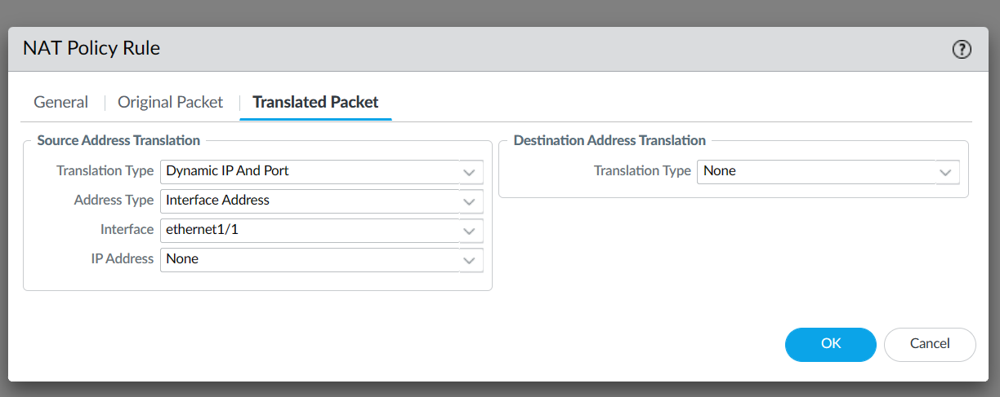 NAT Policy Rule
?
General
Original Packet
Translated Packet
Source Address Translation
Translation Type Dynamic IP And Port
Address Type Interface Address
Interface ethernet1/1
IP Address None
Destination Address Translation
Translation Type None
OK
Cancel